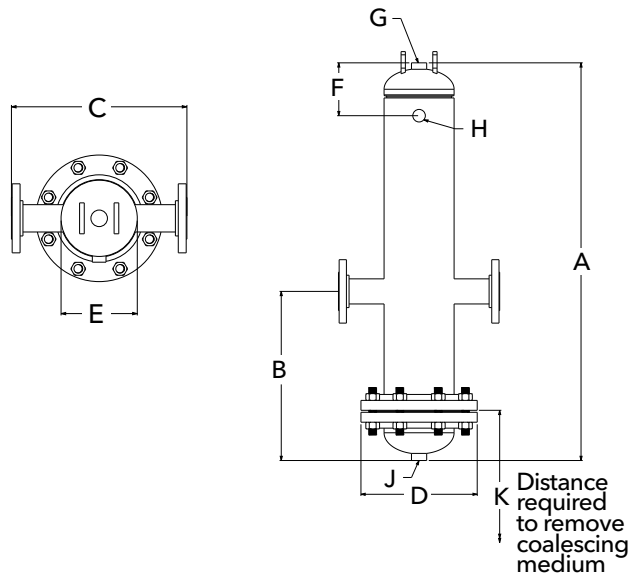 G
F
C
H
A
E
B
J
D
K
Distance
required
to remove
coalescing
medium